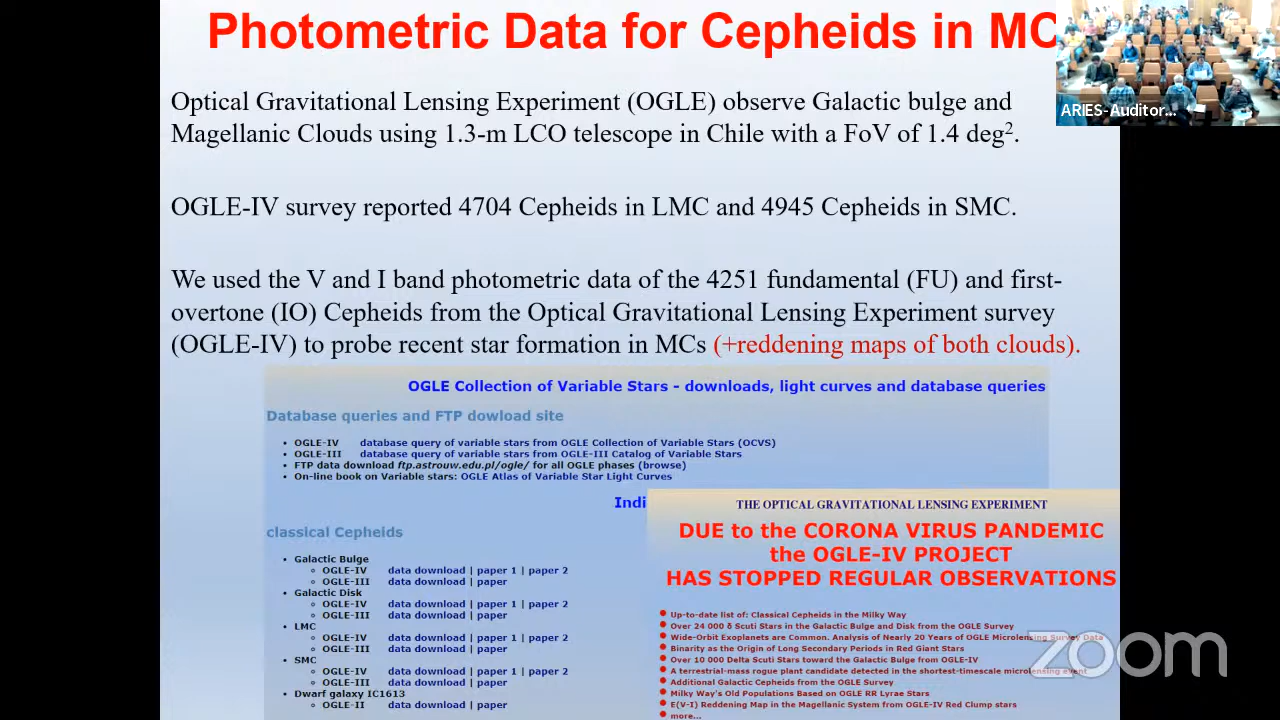 Photometric Data for Cepheids in MC
ARIES-Auditor...
Optical Gravitational Lensing Experiment (OGLE) observe Galactic bulge and
Magellanic Clouds using 1.3-m LCO telescope in Chile with a FoV of 1.4 deg².
OGLE-IV survey reported 4704 Cepheids in LMC and 4945 Cepheids in SMC.
We used the V and I band photometric data of the 4251 fundamental (FU) and first-
overtone (IO) Cepheids from the Optical Gravitational Lensing Experiment survey
(OGLE-IV) to probe recent star formation in MCs (+reddening maps of both clouds).
OGLE Collection of Variable Stars - downloads, light curves and database queries
Database queries and FTP dowload site
• OGLE-IV database query of variable stars from OGLE Collection of Variable Stars (OCVS)
• OGLE-III database query of variable stars from OGLE-III Catalog of Variable Stars
• FTP data download ftp.astrouw.edu.pl/ogle/ for all OGLE phases (browse)
• On-line book on Variable stars: OGLE Atlas of Variable Star Light Curves
Indi
classical Cepheids
• Galactic Bulge
OGLE-IV data download | paper 1 | paper 2
OGLE-III data download | paper
• Galactic Disk
OGLE-IV data download | paper 1 | paper 2
OGLE-III data download | paper
• LMC
OGLE-IV data download | paper 1 | paper 2
OGLE-III data download | paper
• SMC
OGLE-IV data download | paper 1 | paper 2
OGLE-III data download | paper
• Dwarf galaxy IC1613
OGLE-II data download | paper
THE OPTICAL GRAVITATIONAL LENSING EXPERIMENT
DUE to the CORONA VIRUS PANDEMIC
the OGLE-IV PROJECT
HAS STOPPED REGULAR OBSERVATIONS
Up-to-date list of: Classical Cepheids in the Milky Way
Over 24 000 δ Scuti Stars in the Galactic Bulge and Disk from the OGLE Survey
Wide-Orbit Exoplanets are Common. Analysis of Nearly 20 Years of OGLE Microlensing Survey Data
Binarity as the Origin of Long Secondary Periods in Red Giant Stars
Over 10 000 Delta Scuti Stars toward the Galactic Bulge from OGLE-IV
A terrestrial-mass rogue plant candidate detected in the shortest-timescale microlensing event
Additional Galactic Cepheids from the OGLE Survey
Milky Way's Old Populations Based on OGLE RR Lyrae Stars
E(V-I) Reddening Map in the Magellanic System from OGLE-IV Red Clump stars
more...
zoom